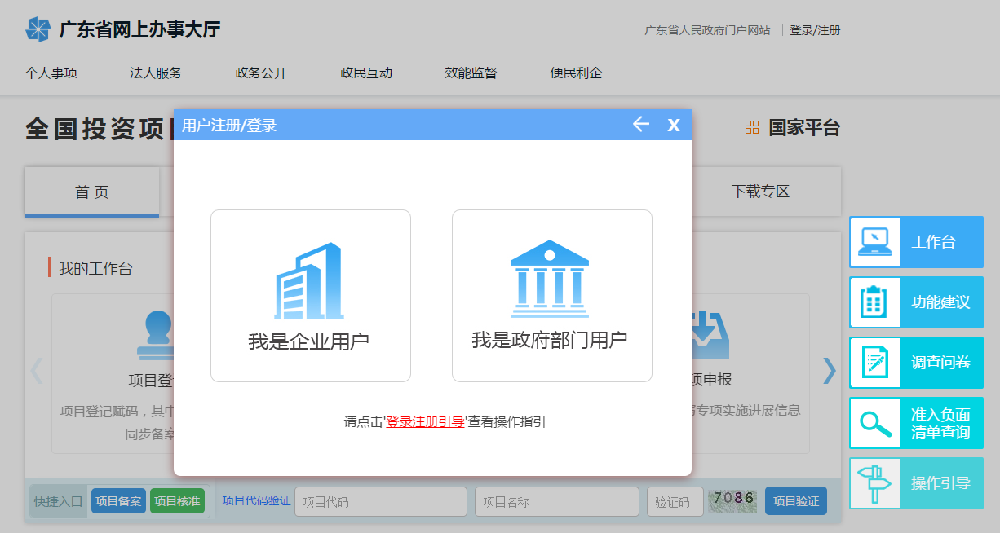 广东省网上办事大厅
广东省人民政府门户网站 登录/注册
个人事项 法人服务 政务公开 政民互动 效能监督 便民利企
全国投资项
国家平台
用户注册/登录 X
首页
下载专区
我的工作台
我是企业用户
我是政府部门用户
项目登
项申报
项目登记赋码，其中
专项实施进展信息
同步备案
请点击'登录注册引导'查看操作指引
工作台
功能建议
调查问卷
准入负面
清单查询
操作引导
快捷入口 项目备案 项目核准 项目代码验证 项目代码 项目名称 验证码 7086 项目验证